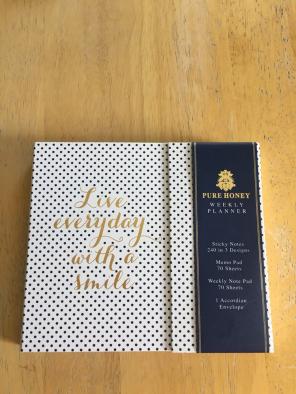 Live
everyday
with a
smile
PURE HONEY
WEEKLY
PLANNER
Sticky Notes
240 in 3 Designs
Memo Pad
70 Sheets
Weekly Note Pad
70 Sheets
1 Accordian
Envelope